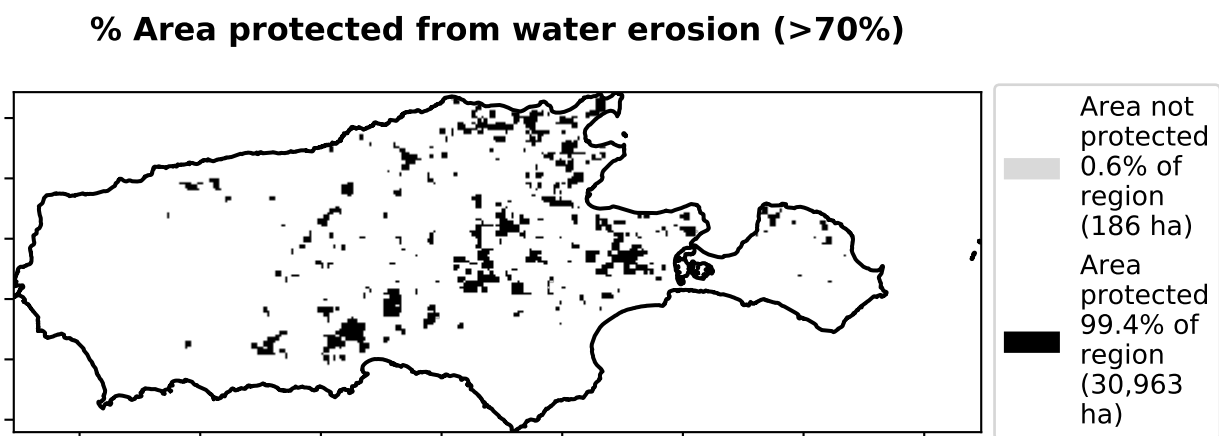 % Area protected from water erosion (>70%)
Area not
protected
0.6% of
region
(186 ha)
Area
protected
99.4% of
region
(30,963
ha)